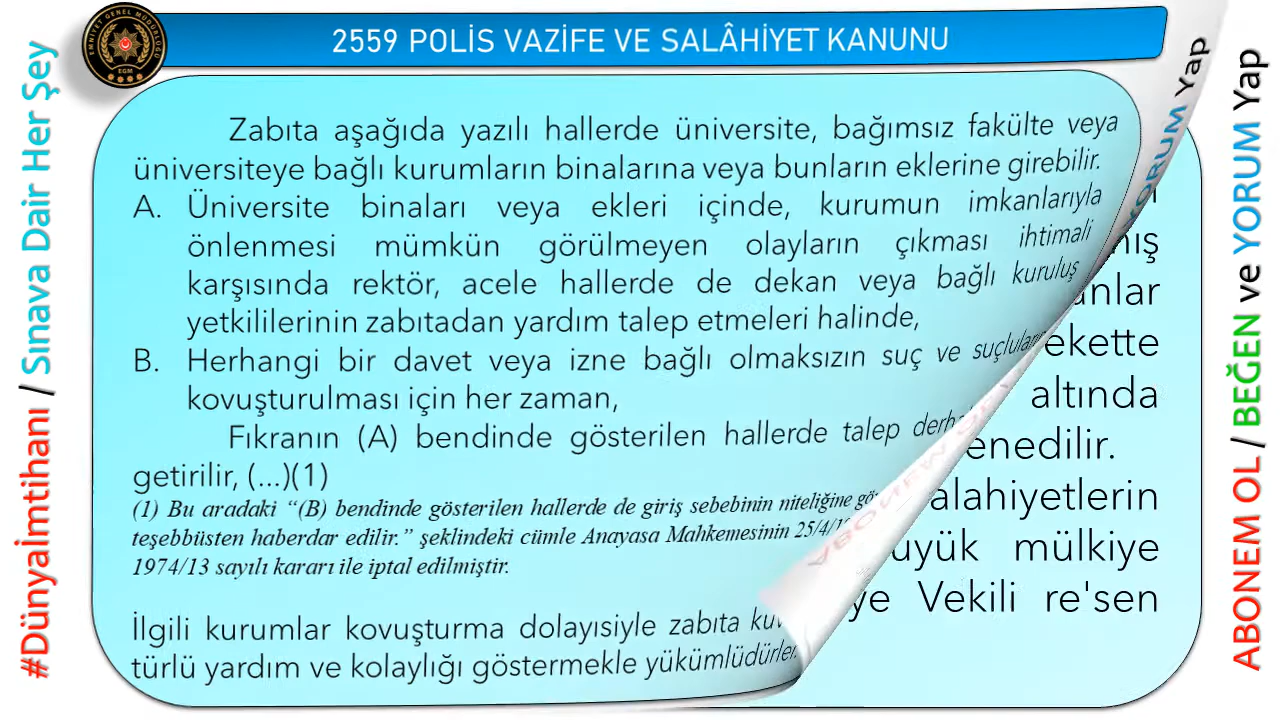 2559 POLİS VAZİFE VE SALÂHİYET KANUNU
EMNİYET GENEL MÜDÜRLÜĞÜ
EGM
#Dünyaİmtihanı / Sınava Dair Her Şey
Zabıta aşağıda yazılı hallerde üniversite, bağımsız fakülte veya
üniversiteye bağlı kurumların binalarına veya bunların eklerine girebilir.
A. Üniversite binaları veya ekleri içinde, kurumun imkanlarıyla
önlenmesi mümkün görülmeyen olayların çıkması ihtimali
karşısında rektör, acele hallerde de dekan veya bağlı kuruluş
yetkililerinin zabıtadan yardım talep etmeleri halinde,
B. Herhangi bir davet veya izne bağlı olmaksızın suç ve
kovuşturulması için her zaman,
Fıkranın (A) bendinde gösterilen hallerde talep
getirilir, (...)(1)
(1) Bu aradaki “(B) bendinde gösterilen hallerde de giriş sebebinin niteliğine
teşebbüsten haberdar edilir.” şeklindeki cümle Anayasa Mahkemesinin
1974/13 sayılı kararı ile iptal edilmiştir.
İlgili kurumlar kovuşturma dolayısiyle zabıta
türlü yardım ve kolaylığı göstermekle yükümlüdürler.
altında
mülkiye
Vekili re'sen
YORUM Yap
ABONEM OL / BEĞEN ve YORUM Yap